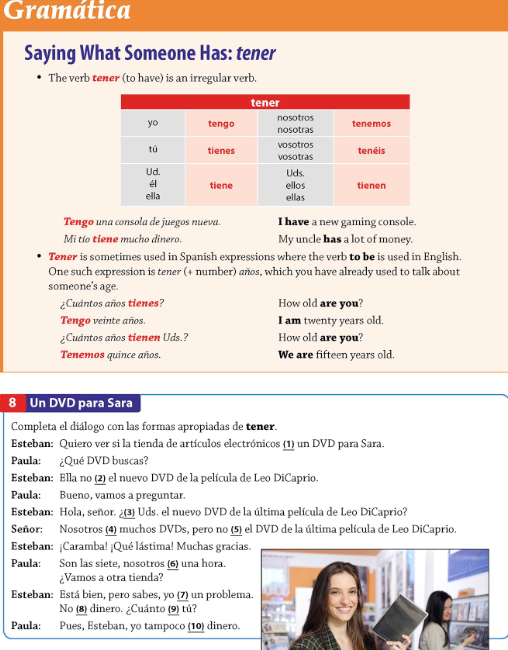 Gramática
Saying What Someone Has: tener
• The verb tener (to have) is an irregular verb.
tener
yo tengo nosotros nosotras tenemos
tú tienes vosotros vosotras tenéis
Ud. él ella tiene Uds. ellos ellas tienen
Tengo una consola de juegos nueva. I have a new gaming console.
Mi tío tiene mucho dinero. My uncle has a lot of money.
• Tener is sometimes used in Spanish expressions where the verb to be is used in English.
One such expression is tener (+ number) años, which you have already used to talk about
someone's age.
¿Cuántos años tienes? How old are you?
Tengo veinte años. I am twenty years old.
¿Cuántos años tienen Uds.? How old are you?
Tenemos quince años. We are fifteen years old.
8 Un DVD para Sara
Completa el diálogo con las formas apropiadas de tener.
Esteban: Quiero ver si la tienda de artículos electrónicos (1) un DVD para Sara.
Paula: ¿Qué DVD buscas?
Esteban: Ella no (2) el nuevo DVD de la película de Leo DiCaprio.
Paula: Bueno, vamos a preguntar.
Esteban: Hola, señor. ¿(3) Uds. el nuevo DVD de la última película de Leo DiCaprio?
Señor: Nosotros (4) muchos DVDs, pero no (5) el DVD de la última película de Leo DiCaprio.
Esteban: ¡Caramba! ¡Qué lástima! Muchas gracias.
Paula: Son las siete, nosotros (6) una hora.
¿Vamos a otra tienda?
Esteban: Está bien, pero sabes, yo (7) un problema.
No (8) dinero. ¿Cuánto (9) tú?
Paula: Pues, Esteban, yo tampoco (10) dinero.